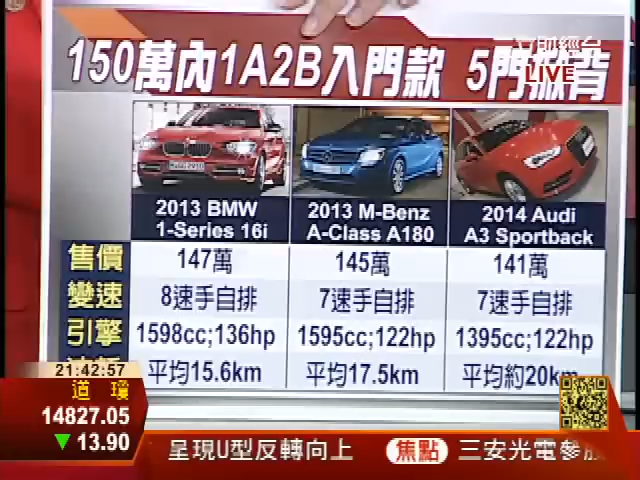 LIVE
150萬內1A2B入門款 5門掀背
2013 BMW
1-Series 16i
2013 M-Benz
A-Class A180
2014 Audi
A3 Sportback
售價 147萬 145萬 141萬
變速 8速手自排 7速手自排 7速手自排
引擎 1598cc;136hp 1595cc;122hp 1395cc;122hp
平均15.6km 平均17.5km 平均約20km
21:42:57
道瓊
14827.05
▼13.90
呈現U型反轉向上 焦點 三安光電參股